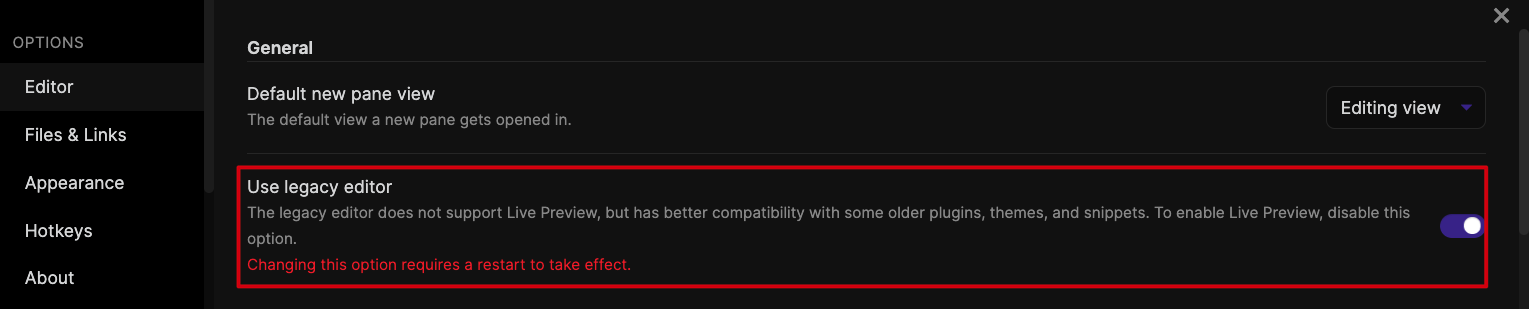 OPTIONS
Editor
Files & Links
Appearance
Hotkeys
About
General
Default new pane view
The default view a new pane gets opened in.
Editing view
Use legacy editor
The legacy editor does not support Live Preview, but has better compatibility with some older plugins, themes, and snippets. To enable Live Preview, disable this
option.
Changing this option requires a restart to take effect.